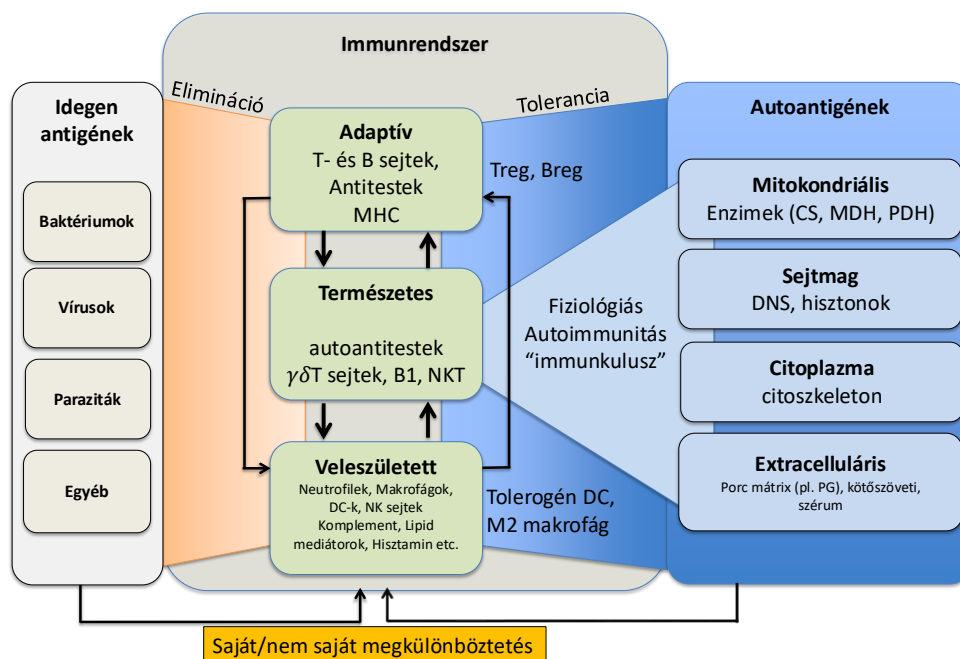 Immunrendszer
Idegen
antigének
Baktériumok
Vírusok
Paraziták
Egyéb
Elimináció
Adaptív
T- és B sejtek,
Antitestek
MHC
Természetes
autoantitestek
γδT sejtek, B1, NKT
Veleszületett
Neutrofilek, Makrofágok,
DC-k, NK sejtek
Komplement, Lipid
mediátorok, Hisztamin etc.
Tolerancia
Treg, Breg
Fiziológiás
Autoimmunitás
“immunkulusz”
Tolerogén DC,
M2 makrofág
Autoantigének
Mitokondriális
Enzimek (CS, MDH, PDH)
Sejtmag
DNS, hisztonok
Citoplazma
citoszkeleton
Extracelluláris
Porc mátrix (pl. PG), kötőszöveti,
szérum
Saját/nem saját megkülönböztetés